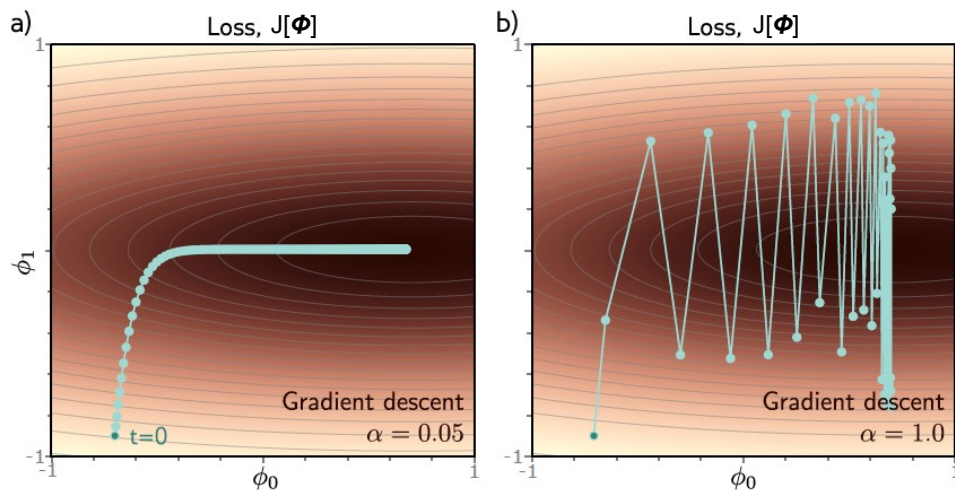 a)
Loss, J[𝜱]
1
ϕ₁
t=0
Gradient descent
α = 0.05
-1
-1
ϕ₀
1
b)
Loss, J[𝜱]
1
Gradient descent
α = 1.0
-1
-1
ϕ₀
1